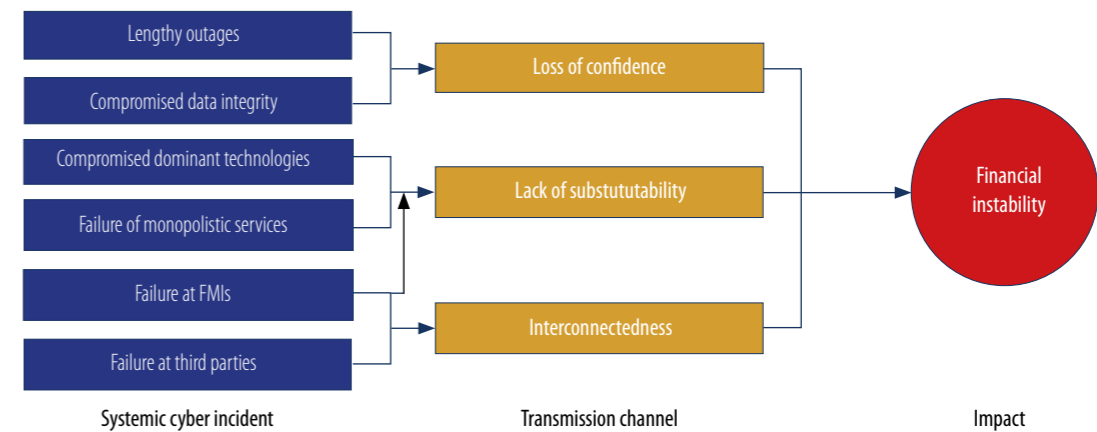 Lengthy outages
Compromised data integrity
Compromised dominant technologies
Failure of monopolistic services
Failure at FMIs
Failure at third parties
Systemic cyber incident
Loss of confidence
Lack of substututability
Interconnectedness
Transmission channel
Financial
instability
Impact